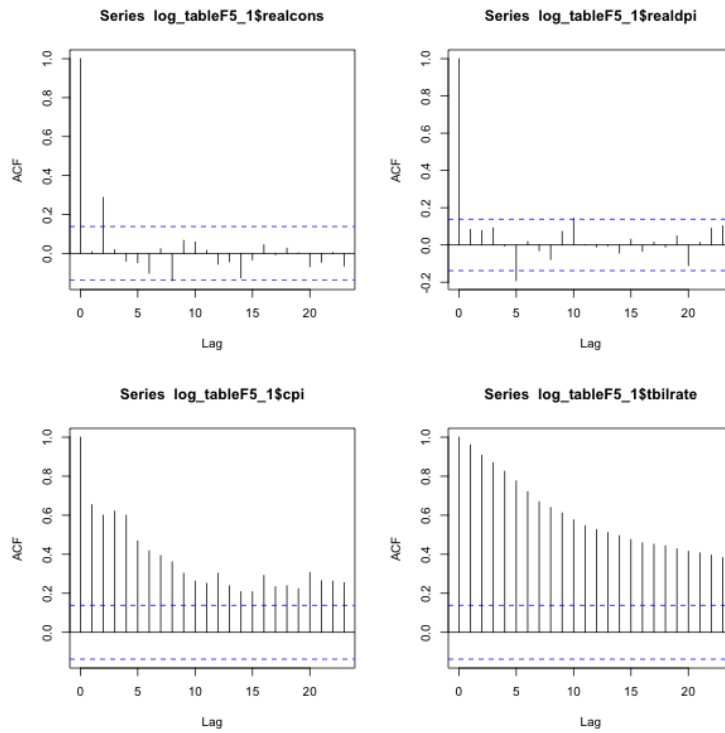 Series log_tableF5_1$realcons
ACF
0.0 0.2 0.4 0.6 0.8 1.0
0 5 10 15 20
Lag
Series log_tableF5_1$realdpi
ACF
-0.2 0.0 0.2 0.4 0.6 0.8 1.0
0 5 10 15 20
Lag
Series log_tableF5_1$cpi
ACF
0.0 0.2 0.4 0.6 0.8 1.0
0 5 10 15 20
Lag
Series log_tableF5_1$tbilrate
ACF
0.0 0.2 0.4 0.6 0.8 1.0
0 5 10 15 20
Lag